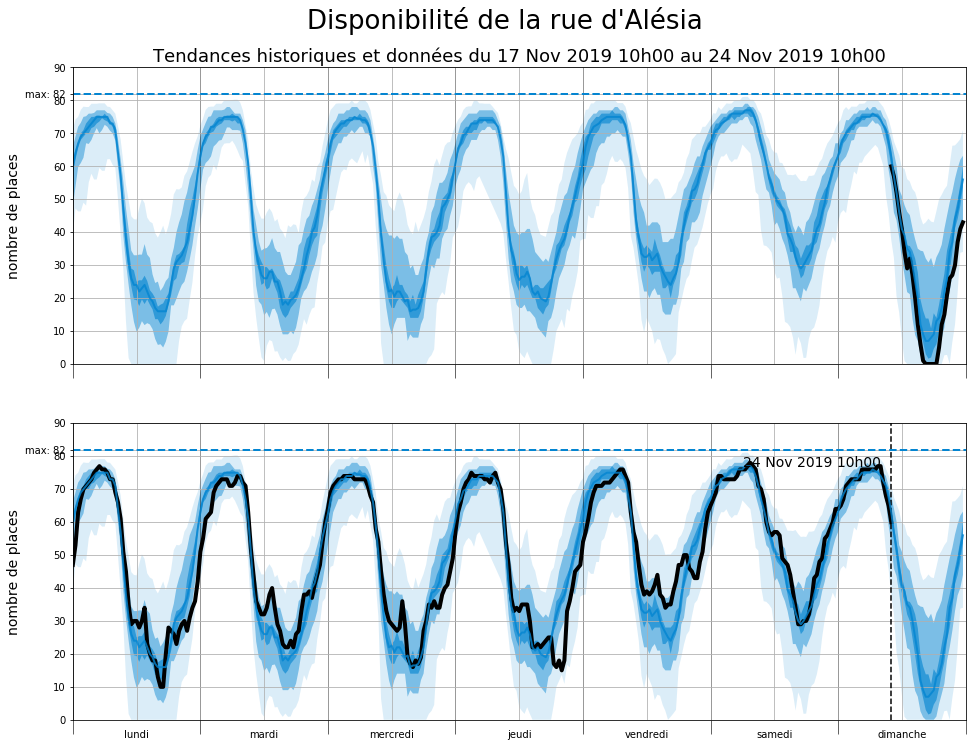 Disponibilité de la rue d'Alésia
Tendances historiques et données du 17 Nov 2019 10h00 au 24 Nov 2019 10h00
90
max: 82
80
70
60
50
40
30
20
10
0
nombre de places
90
max: 82
80
70
60
50
40
30
20
10
0
nombre de places
24 Nov 2019 10h00
lundi mardi mercredi jeudi vendredi samedi dimanche